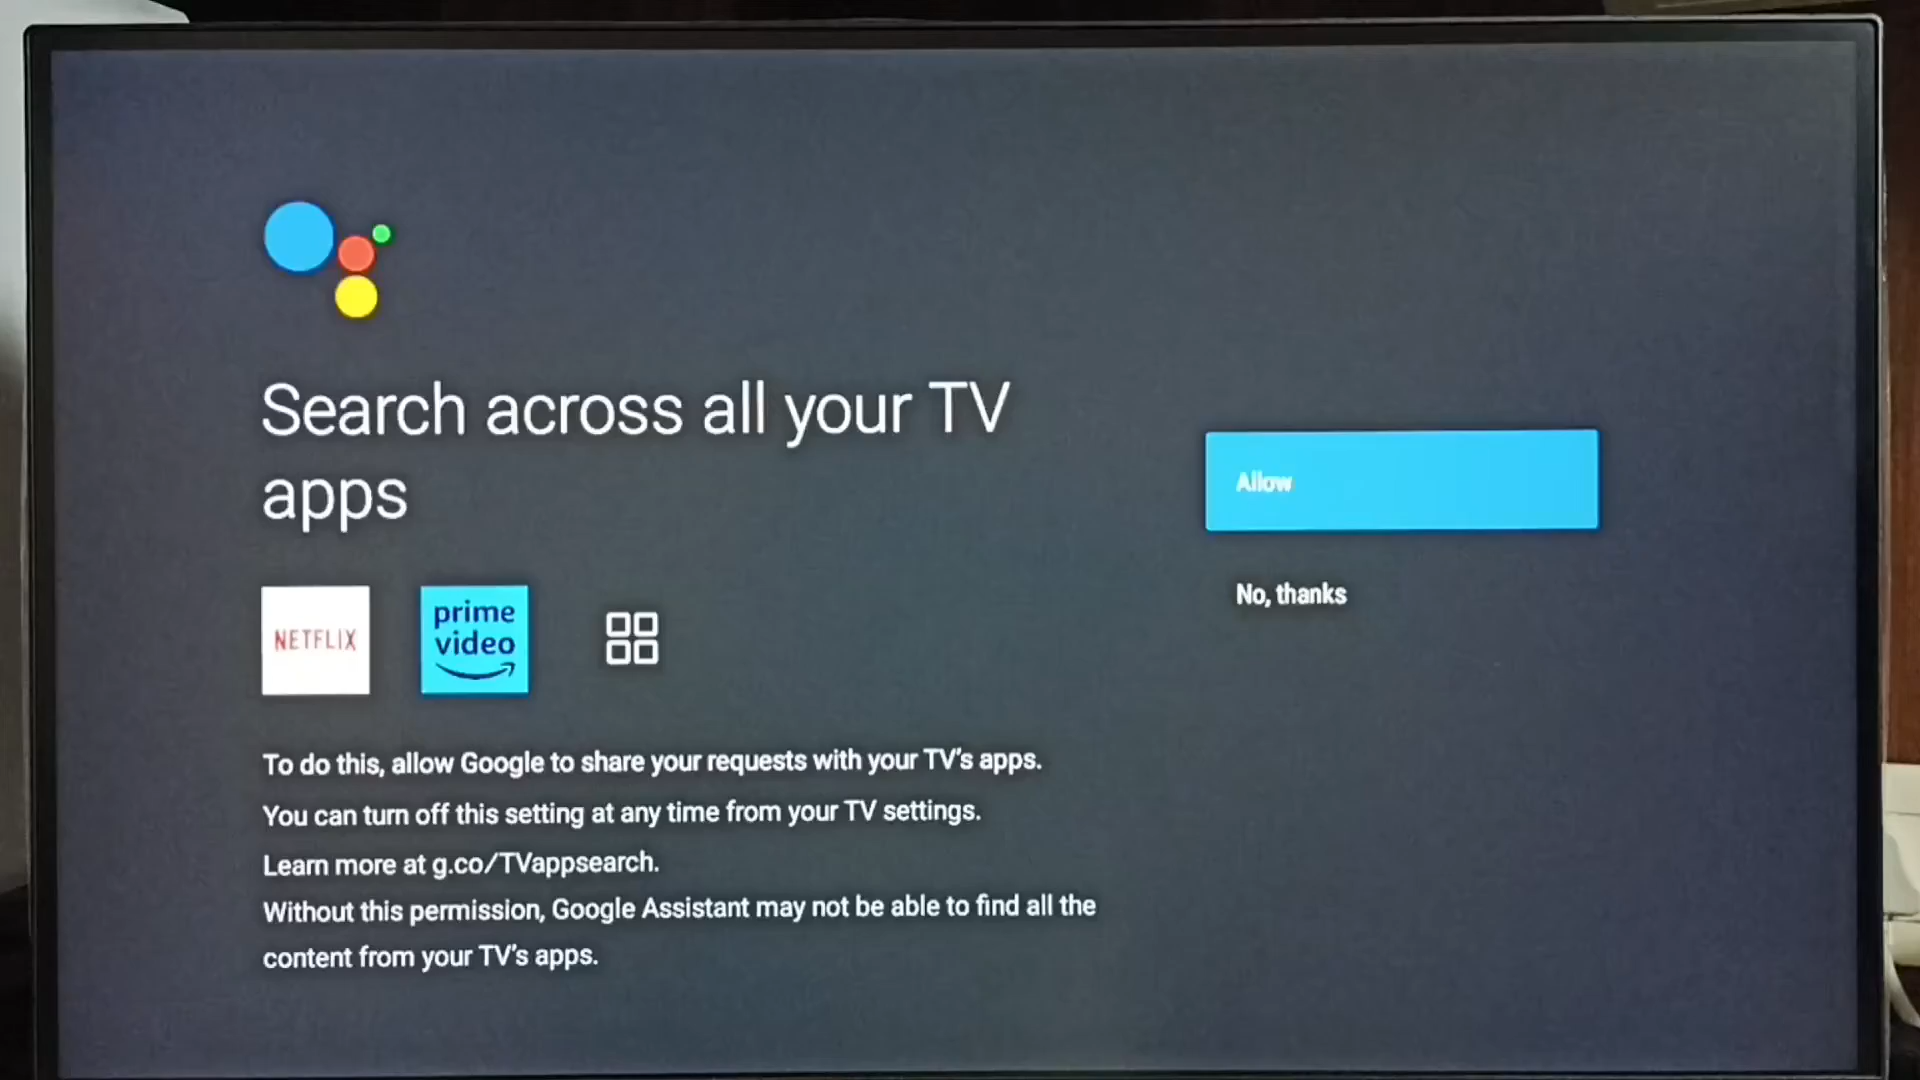 Search across all your TV
apps
NETFLIX
prime
video
Allow
No, thanks
To do this, allow Google to share your requests with your TV's apps.
You can turn off this setting at any time from your TV settings.
Learn more at g.co/TVappsearch.
Without this permission, Google Assistant may not be able to find all the
content from your TV's apps.